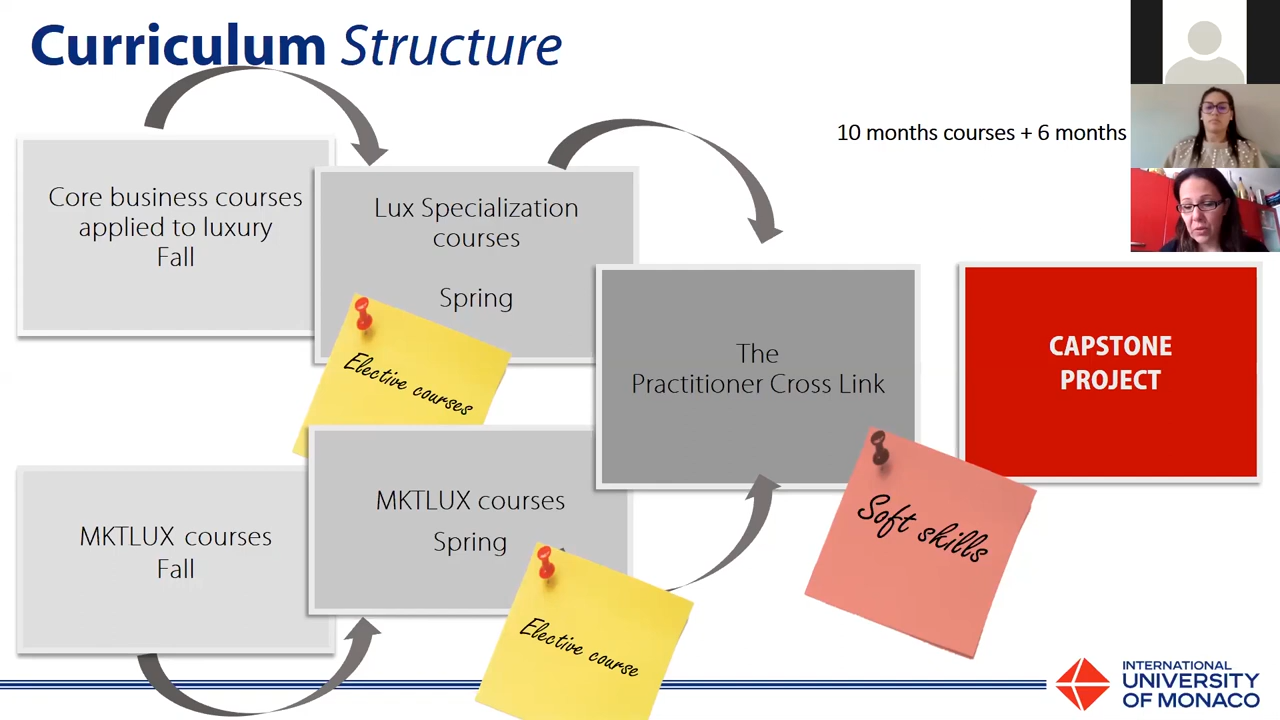 Curriculum Structure
10 months courses + 6 months
Core business courses
applied to luxury
Fall
Lux Specialization
courses
Spring
Elective courses
The
Practitioner Cross Link
CAPSTONE
PROJECT
MKTLUX courses
Fall
MKTLUX courses
Spring
Elective course
Soft skills
INTERNATIONAL
UNIVERSITY
OF MONACO